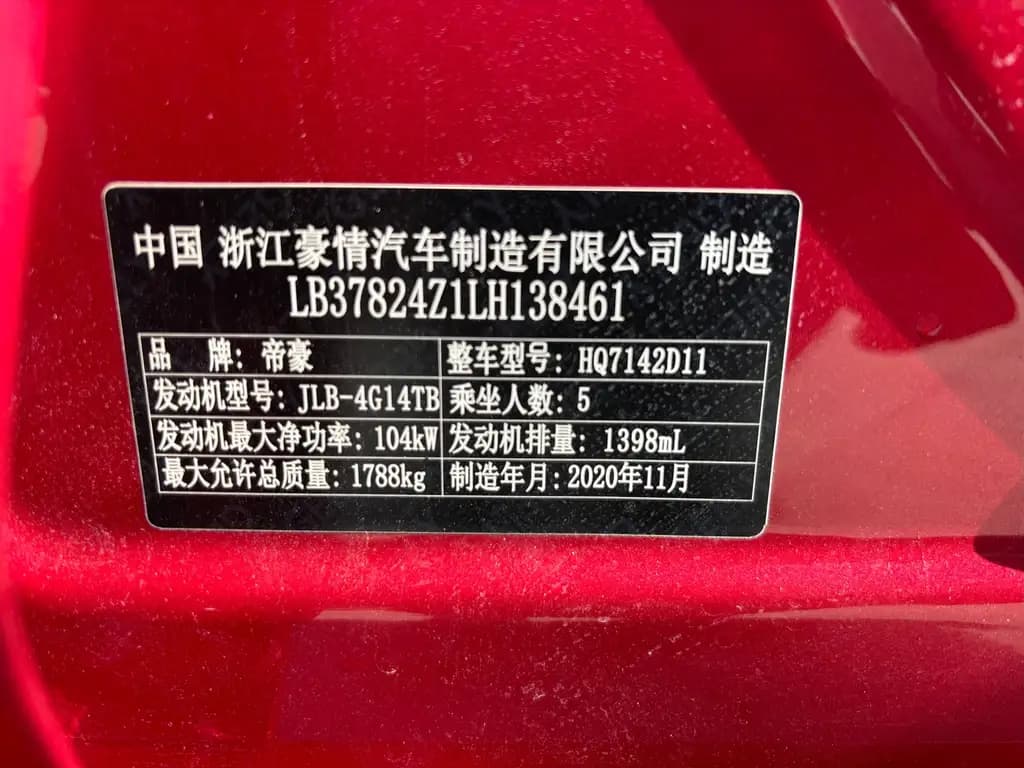 中国 浙江豪情汽车制造有限公司 制造
LB37824Z1LH138461
品 牌: 帝豪 整车型号: HQ7142D11
发动机型号: JLB-4G14TB 乘坐人数: 5
发动机最大净功率: 104kW 发动机排量: 1398mL
最大允许总质量: 1788kg 制造年月: 2020年11月